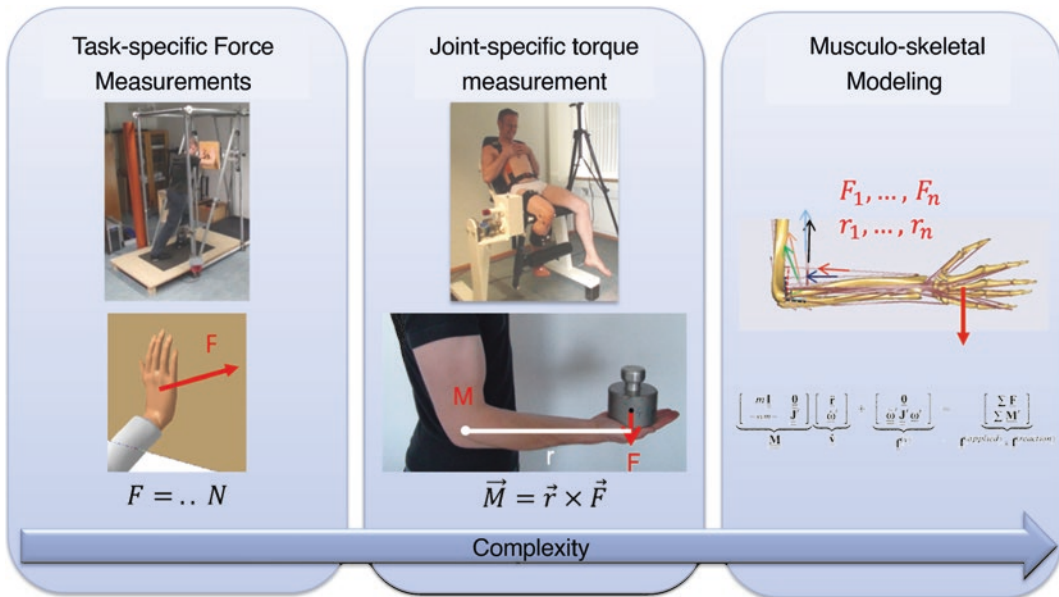 Task-specific Force
Measurements
F
F = .. N
Joint-specific torque
measurement
M
r
F
M⃗ = r⃗ × F⃗
Musculo-skeletal
Modeling
F₁, ..., Fₙ
r₁, ..., rₙ
Complexity